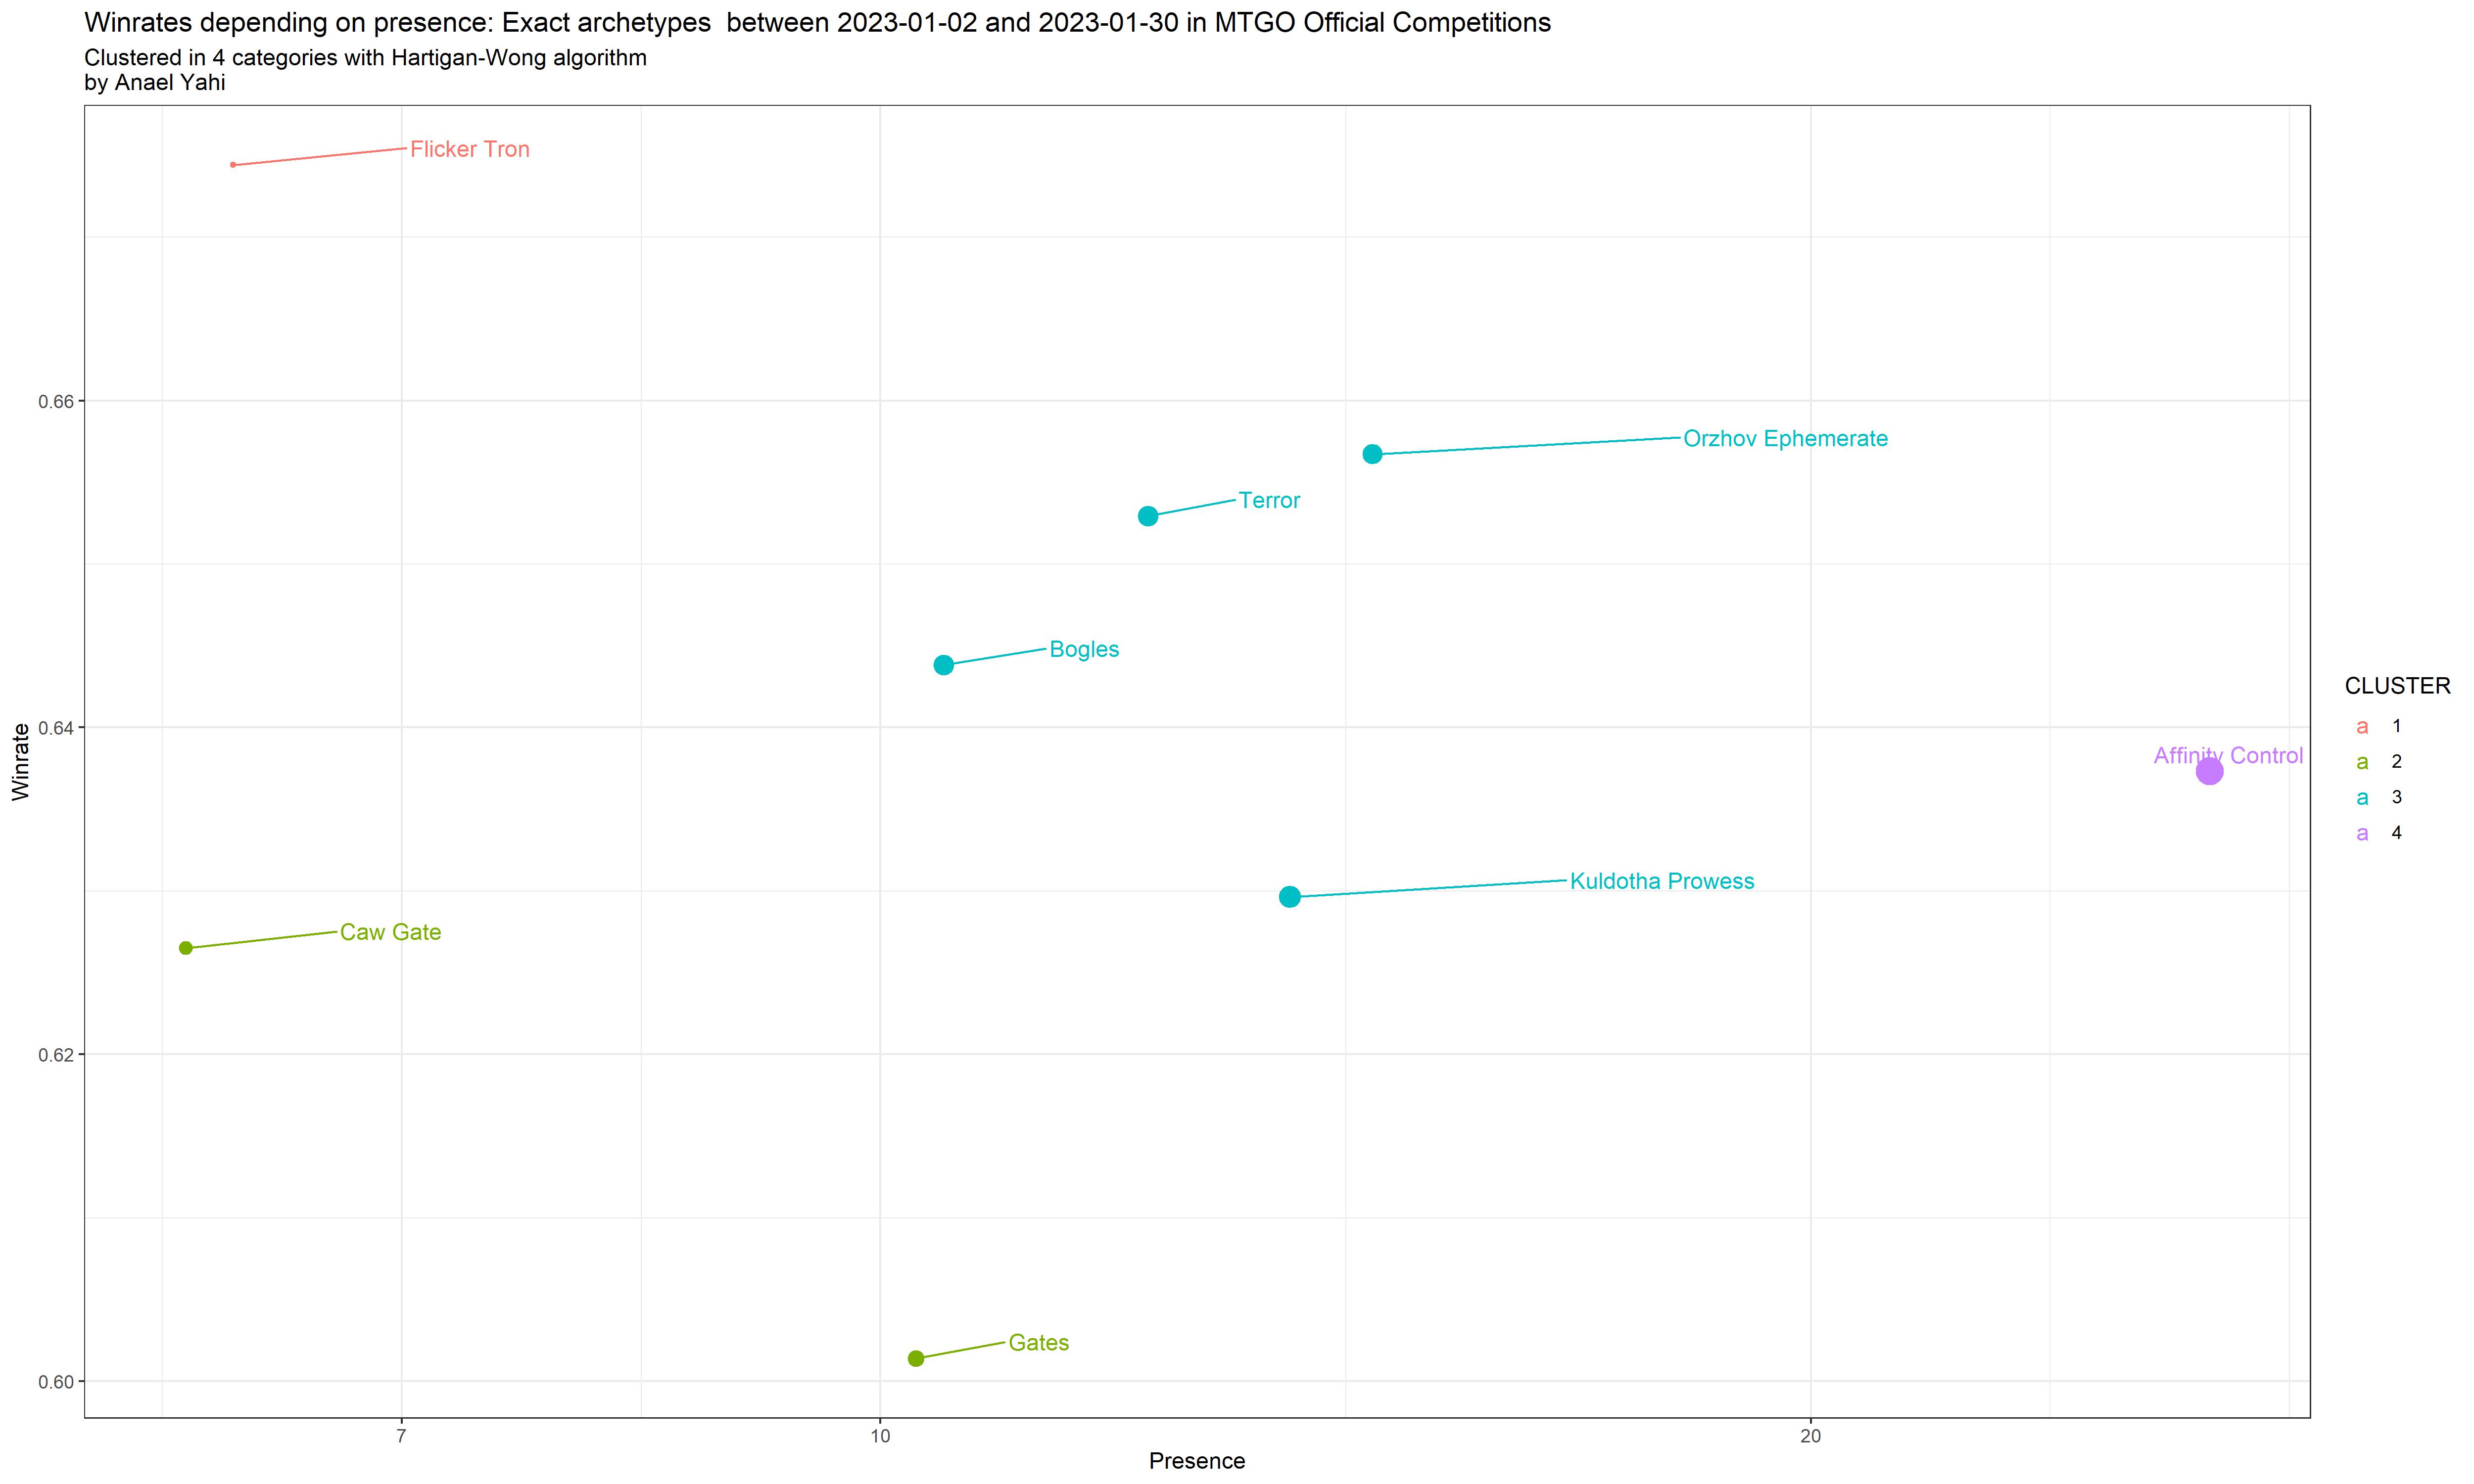 Winrates depending on presence: Exact archetypes  between 2023-01-02 and 2023-01-30 in MTGO Official Competitions
Clustered in 4 categories with Hartigan-Wong algorithm
by Anael Yahi
Flicker Tron
0.66
Orzhov Ephemerate
Terror
Bogles
CLUSTER
a 1
a 2
a 3
a 4
0.64
Winrate
Affinity Control
Kuldotha Prowess
Caw Gate
0.62
Gates
0.60
7
10
20
Presence